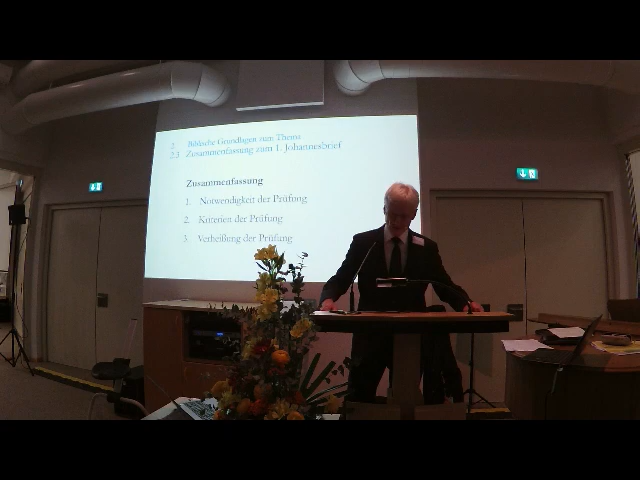 2. Biblische Grundlagen zum Thema
2.3 Zusammenfassung zum 1. Johannesbrief
Zusammenfassung
1. Notwendigkeit der Prüfung
2. Kriterien der Prüfung
3. Verheißung der Prüfung